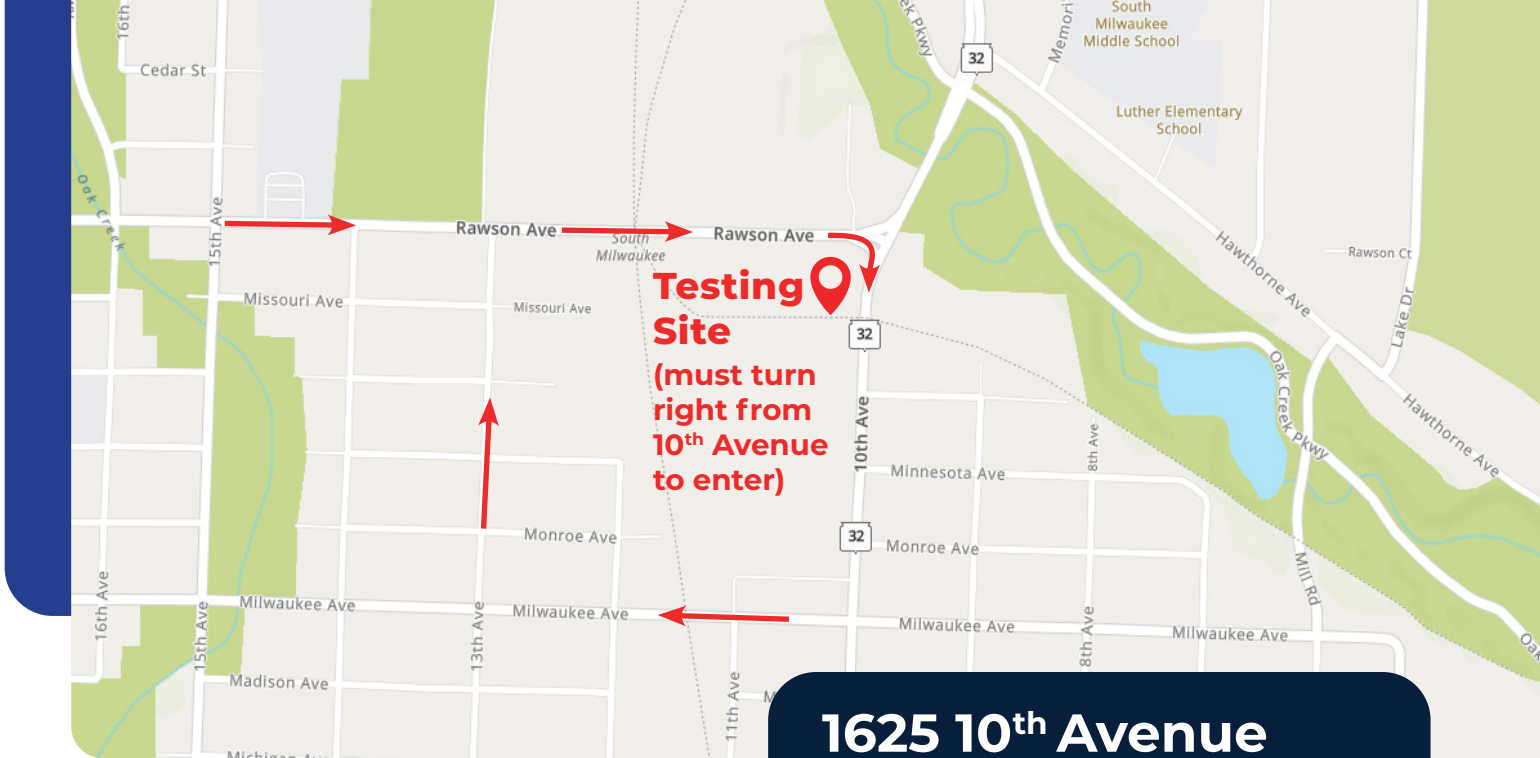 16th
Cedar St
ek Pkwy
32
South
Milwaukee
Middle School
Luther Elementary
School
Oak Creek
15th Ave
Rawson Ave
South
Milwaukee
Rawson Ave
Hawthorne Ave
Rawson Ct
Lake Dr
Missouri Ave
Missouri Ave
Testing
Site
(must turn
right from
10th Avenue
to enter)
32
10th Ave
8th Ave
Minnesota Ave
Oak Creek Pkwy
Hawthorne Ave
Monroe Ave
32
Monroe Ave
Mill Rd
16th Ave
15th Ave
Milwaukee Ave
13th Ave
Milwaukee Ave
Milwaukee Ave
8th Ave
Milwaukee Ave
Madison Ave
11th Ave
1625 10th Avenue